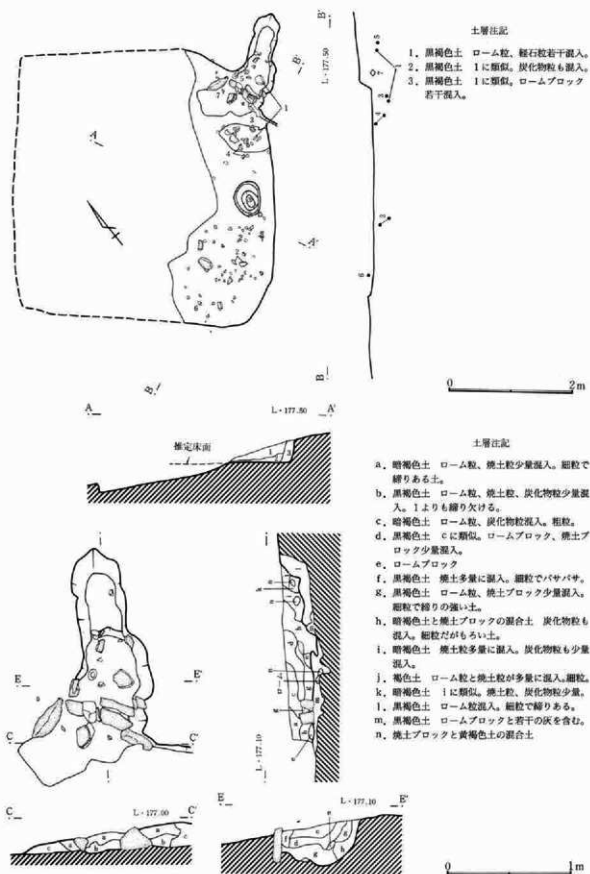 土層注記
1. 黒褐色土 ローム粒、軽石粒若干混入。
2. 黒褐色土 1に類似。炭化物粒も混入。
3. 黒褐色土 1に類似。ロームブロック
若干混入。
B'
L-177.50
A
A'
B
B'
0 2m
A L-177.50 A'
推定床面
土層注記
a. 暗褐色土 ローム粒、焼土粒少量混入。細粒で
締りある土。
b. 黒褐色土 ローム粒、焼土粒、炭化物粒少量混
入。1よりも締り欠ける。
c. 暗褐色土 ローム粒、炭化物粒混入。粗粒。
d. 黒褐色土 cに類似。ロームブロック、焼土ブ
ロック少量混入。
e. ロームブロック
f. 黒褐色土 焼土多量に混入。細粒でバサバサ。
g. 黒褐色土 ローム粒、焼土ブロック少量混入。
細粒で締りの強い土。
h. 暗褐色土と焼土ブロックの混合土 炭化物粒も
混入。細粒だがもろい土。
i. 暗褐色土 焼土粒多量に混入。炭化物粒も少量
混入。
j. 褐色土 ローム粒と焼土粒が多量に混入。細粒。
k. 暗褐色土 iに類似。焼土粒、炭化物粒少量。
l. 黒褐色土 ローム粒混入。細粒で締りある。
m. 黒褐色土 ロームブロックと若干の灰を含む。
n. 焼土ブロックと黄褐色土の混合土
E E'
C C'
L-177.10
C L-177.00 C'
E L-177.10 E'
0 1m